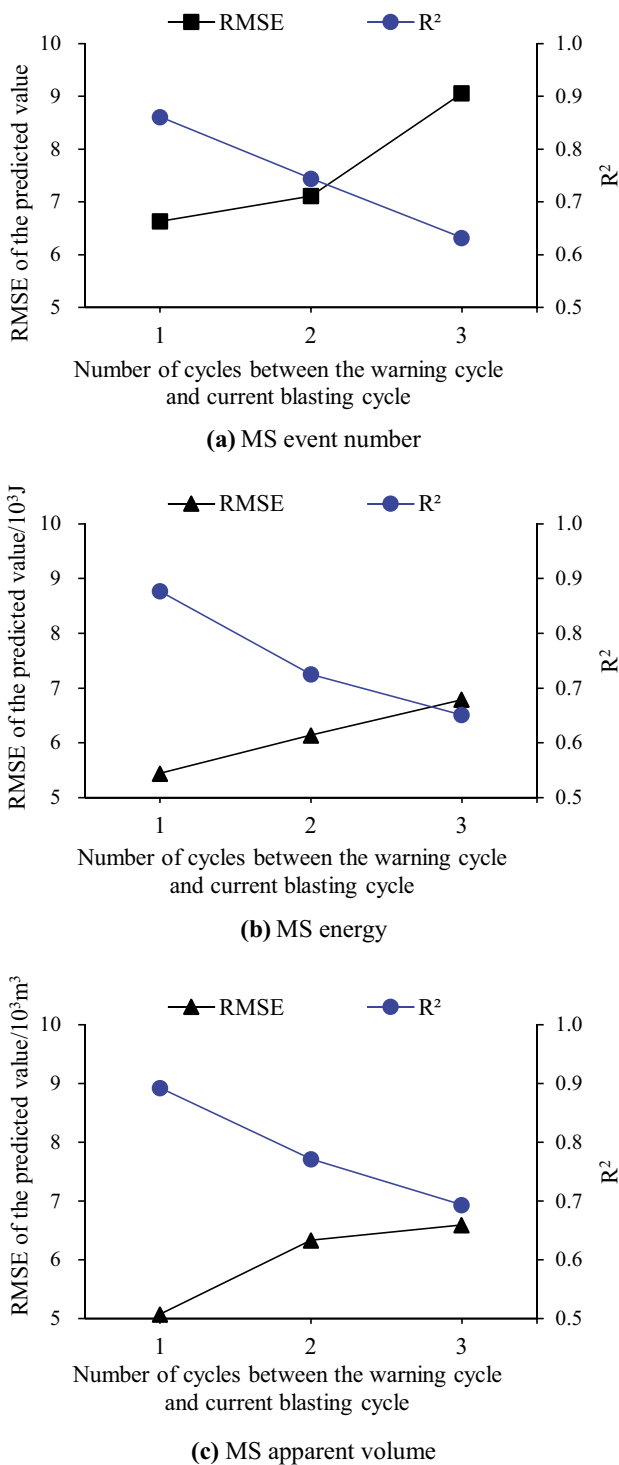 RMSE R²
10 1.0
9 0.9
8 0.8
7 0.7
6 0.6
5 0.5
RMSE of the predicted value
R²
1 2 3
Number of cycles between the warning cycle
and current blasting cycle
(a) MS event number
RMSE R²
10 1.0
9 0.9
8 0.8
7 0.7
6 0.6
5 0.5
RMSE of the predicted value/10³J
R²
1 2 3
Number of cycles between the warning cycle
and current blasting cycle
(b) MS energy
RMSE R²
10 1.0
9 0.9
8 0.8
7 0.7
6 0.6
5 0.5
RMSE of the predicted value/10³m³
R²
1 2 3
Number of cycles between the warning cycle
and current blasting cycle
(c) MS apparent volume